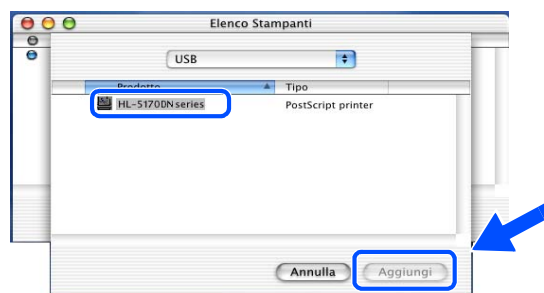 Elenco Stampanti
USB
Prodotto Tipo
HL-5170DN series PostScript printer
Annulla Aggiungi